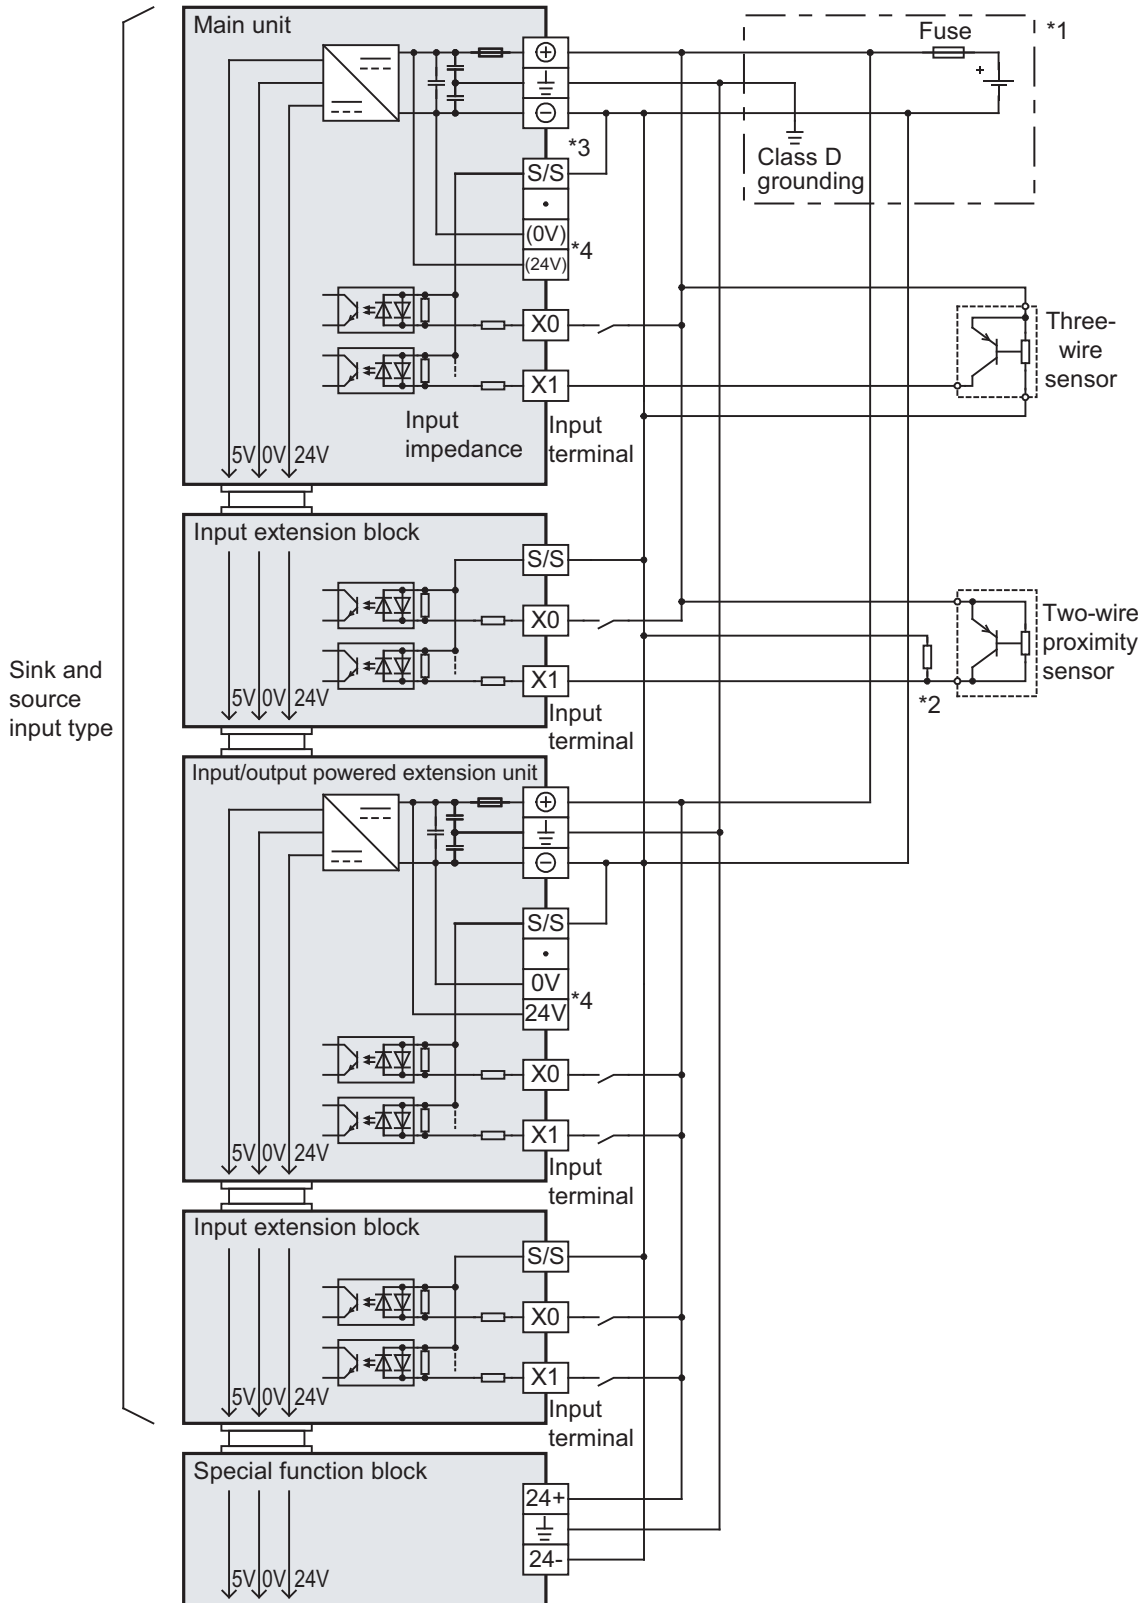 Main unit
Fuse
*1
+
Class D
grounding
*3
S/S
•
(0V)
(24V)
*4
X0
X1
Three-
wire
sensor
Input
impedance
Input
terminal
5V 0V 24V
Input extension block
S/S
X0
X1
Two-wire
proximity
sensor
*2
5V 0V 24V
Input
terminal
Sink and
source
input type
Input/output powered extension unit
S/S
•
0V
24V
*4
X0
X1
5V 0V 24V
Input
terminal
Input extension block
S/S
X0
X1
5V 0V 24V
Input
terminal
Special function block
24+
24-
5V 0V 24V